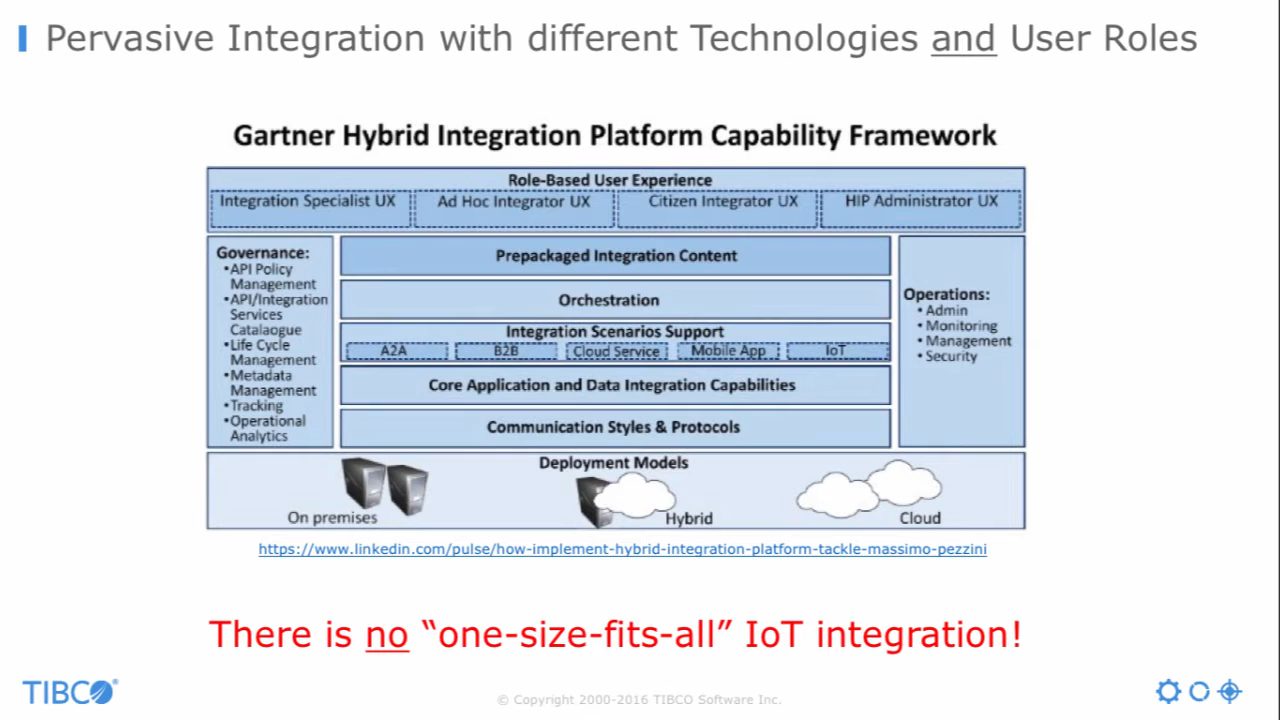 Pervasive Integration with different Technologies and User Roles
Gartner Hybrid Integration Platform Capability Framework
Role-Based User Experience
Integration Specialist UX
Ad Hoc Integrator UX
Citizen Integrator UX
HIP Administrator UX
Governance:
•API Policy
Management
•API/Integration
Services
Catalaogue
•Life Cycle
Management
•Metadata
Management
•Tracking
•Operational
Analytics
Prepackaged Integration Content
Orchestration
Integration Scenarios Support
A2A
B2B
Cloud Service
Mobile App
IoT
Core Application and Data Integration Capabilities
Communication Styles & Protocols
Operations:
• Admin
• Monitoring
• Management
• Security
Deployment Models
On premises
Hybrid
Cloud
https://www.linkedin.com/pulse/how-implement-hybrid-integration-platform-tackle-massimo-pezzini
There is no “one-size-fits-all” IoT integration!
TIBCO®
© Copyright 2000-2016 TIBCO Software Inc.